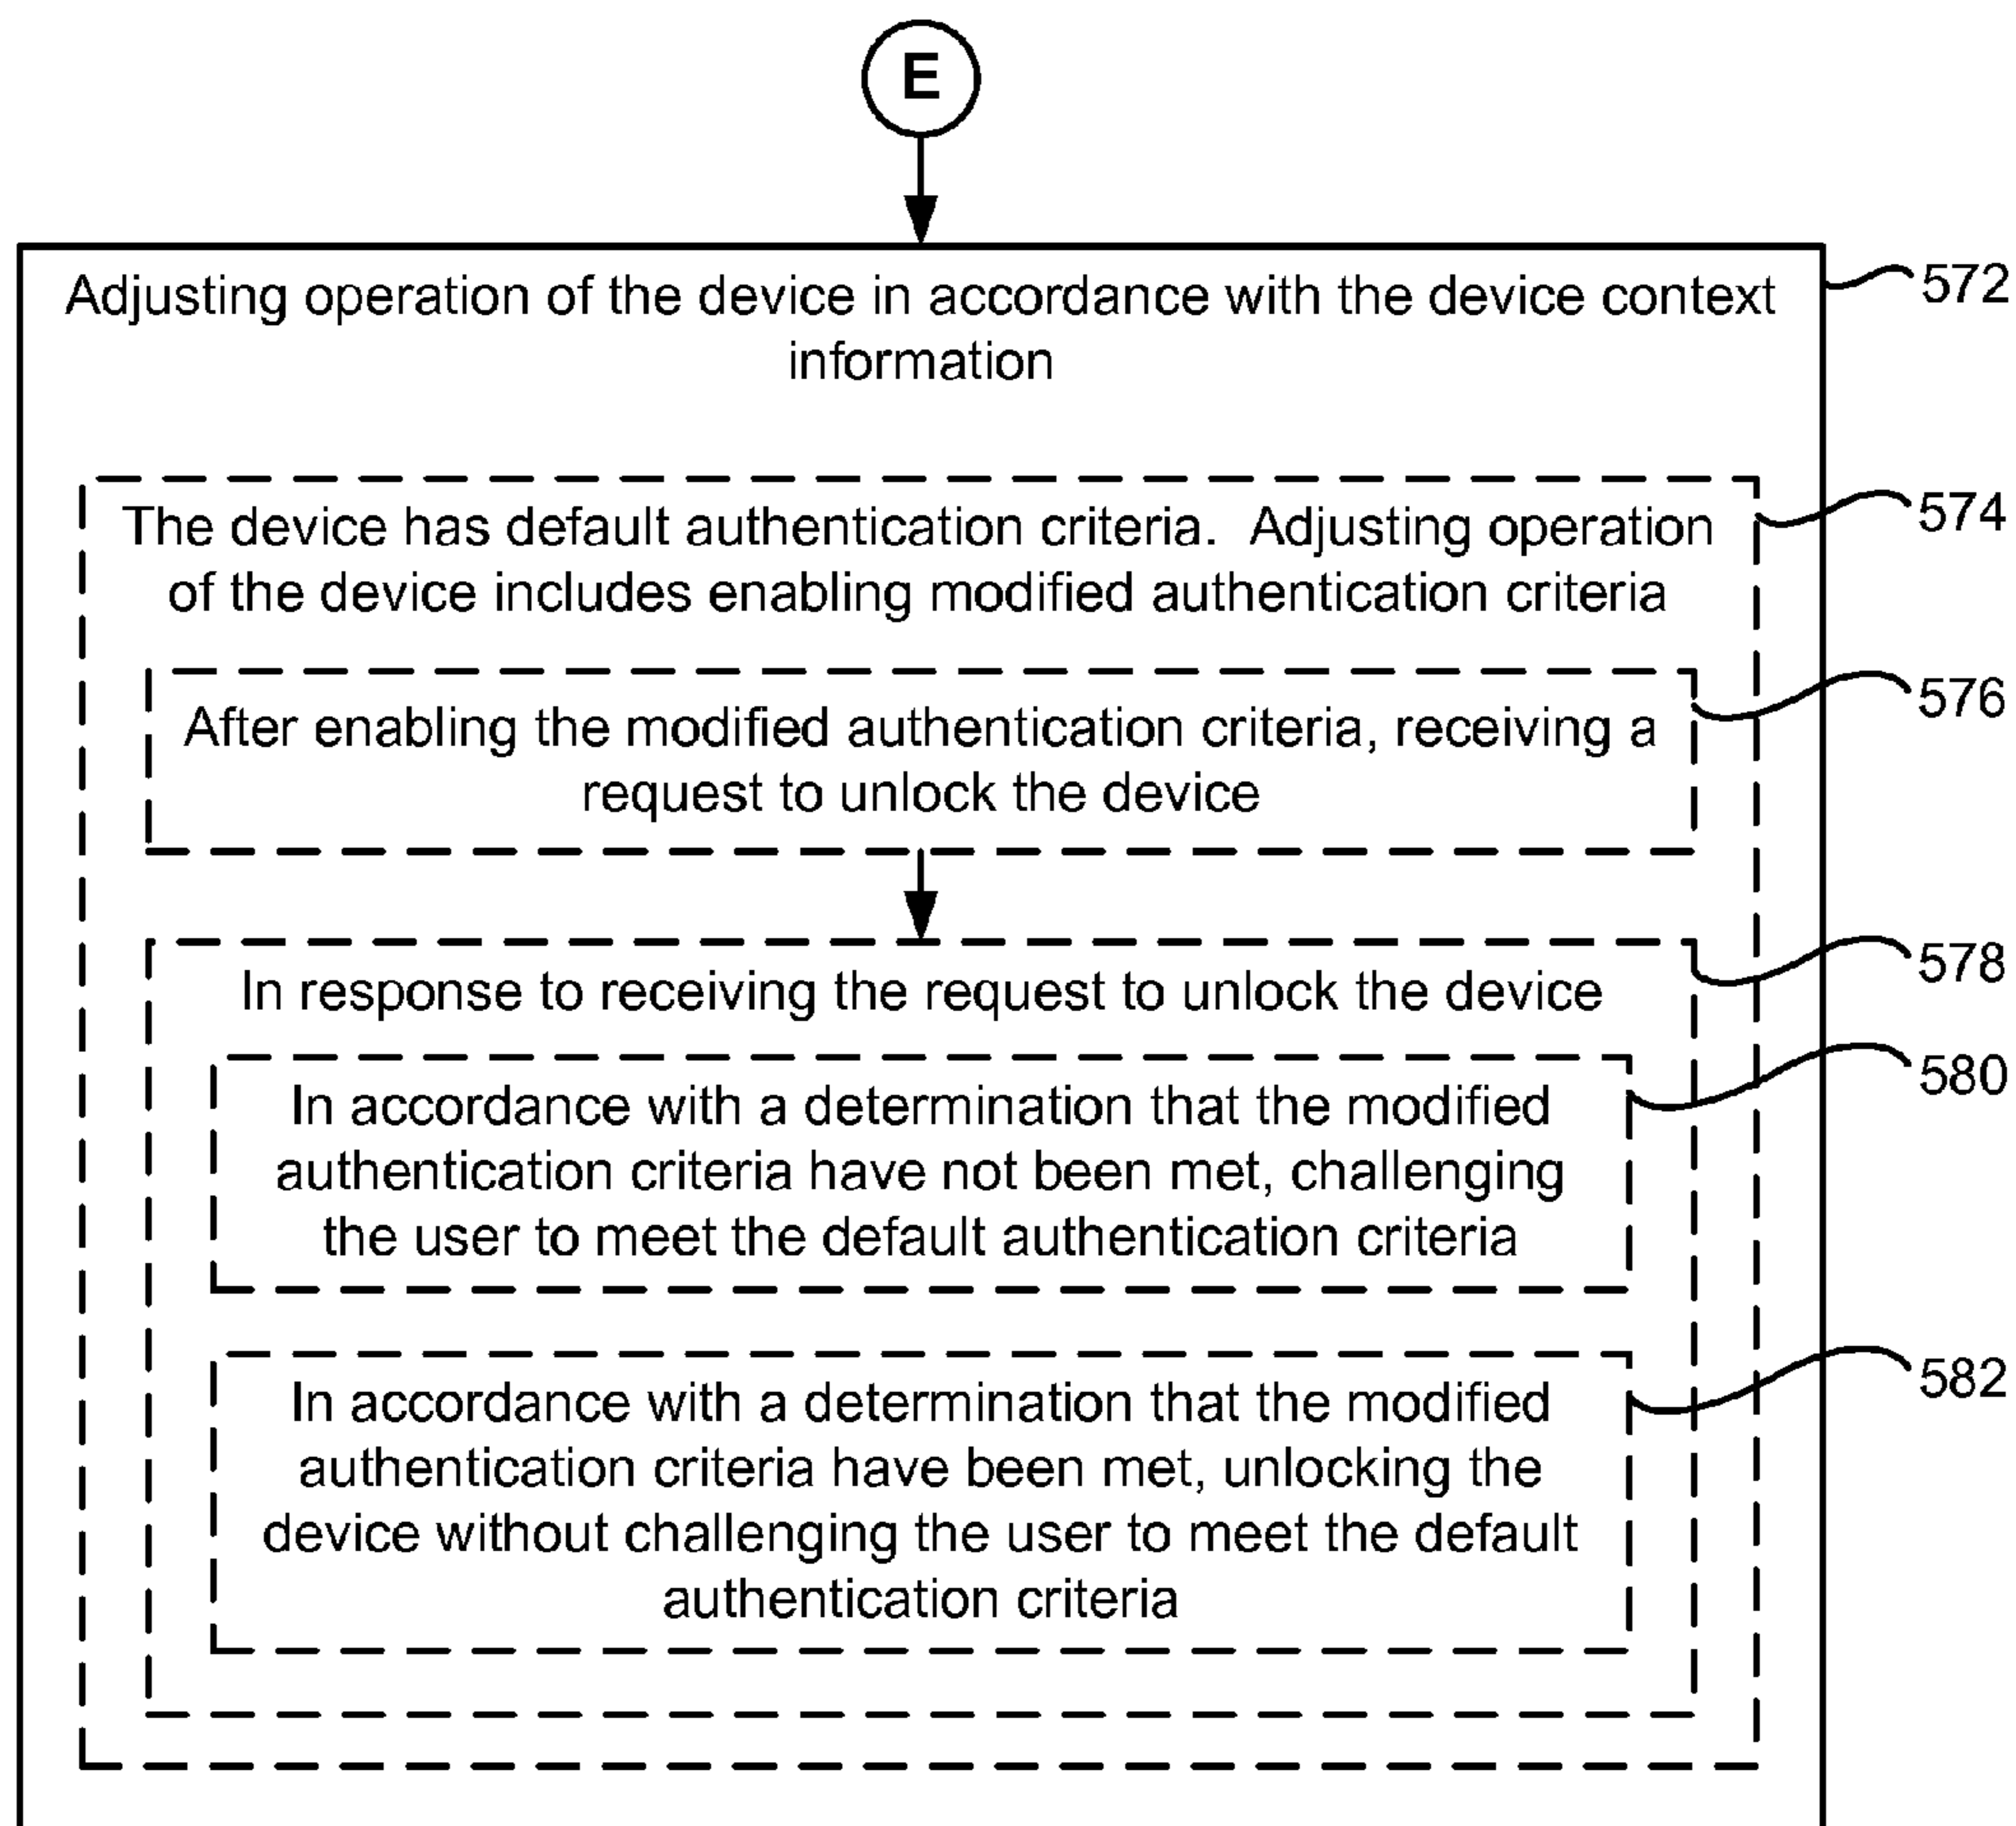 E
Adjusting operation of the device in accordance with the device context
information
572
The device has default authentication criteria.  Adjusting operation
of the device includes enabling modified authentication criteria
574
After enabling the modified authentication criteria, receiving a
request to unlock the device
576
In response to receiving the request to unlock the device
578
In accordance with a determination that the modified
authentication criteria have not been met, challenging
the user to meet the default authentication criteria
580
In accordance with a determination that the modified
authentication criteria have been met, unlocking the
device without challenging the user to meet the default
authentication criteria
582